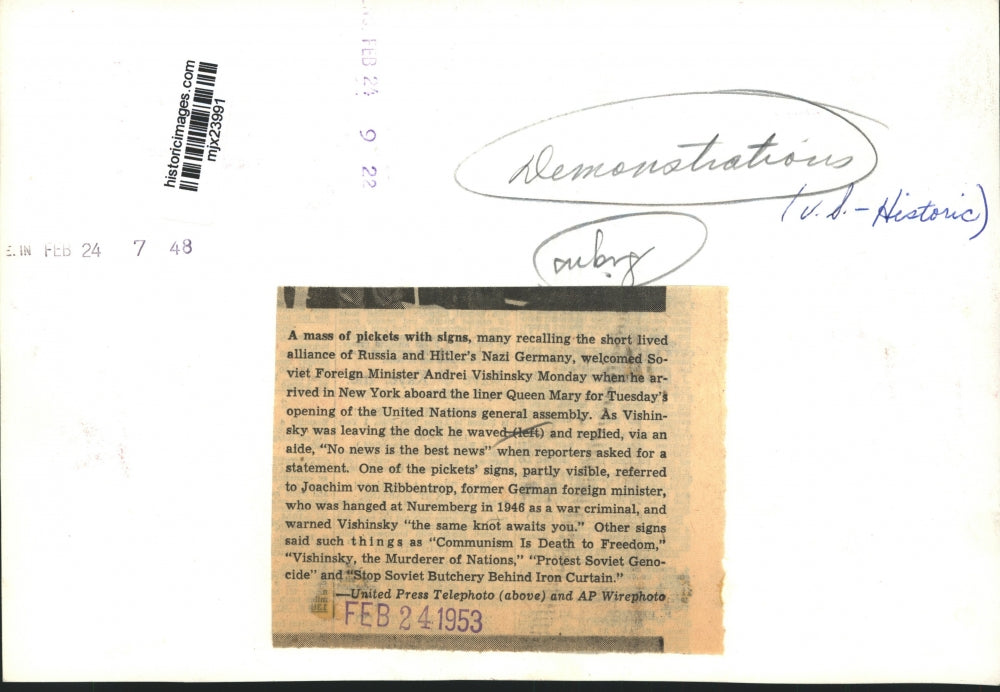 historicimages.com
mjx23991
FEB 24 9 22
Demonstrations
(U. S. - Historic)
Signs
E. IN FEB 24 7 48
A mass of pickets with signs, many recalling the short lived
alliance of Russia and Hitler's Nazi Germany, welcomed So-
viet Foreign Minister Andrei Vishinsky Monday when he ar-
rived in New York aboard the liner Queen Mary for Tuesday's
opening of the United Nations general assembly. As Vishin-
sky was leaving the dock he waved (left) and replied, via an
aide, "No news is the best news" when reporters asked for a
statement. One of the pickets' signs, partly visible, referred
to Joachim von Ribbentrop, former German foreign minister,
who was hanged at Nuremberg in 1946 as a war criminal, and
warned Vishinsky "the same knot awaits you." Other signs
said such things as "Communism Is Death to Freedom,"
"Vishinsky, the Murderer of Nations," "Protest Soviet Geno-
cide" and "Stop Soviet Butchery Behind Iron Curtain."
—United Press Telephoto (above) and AP Wirephoto
FEB 24 1953